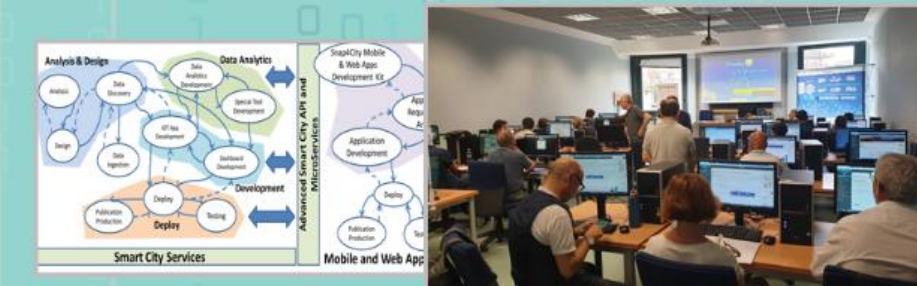 Analysis & Design
Data Analytics
Analysis
Data
Discovery
Data
Analytics
Development
Special Tool
Development
Design
Data
Ingestion
IOT App
Development
Dashboard
Development
Development
Deploy
Publication
Production
Deploy
Testing
Smart City Services
Advanced Smart City API and
MicroServices
Snap4City Mobile
& Web Apps
Development Kit
Application
Development
Deploy
Publication
Production
Mobile and Web App